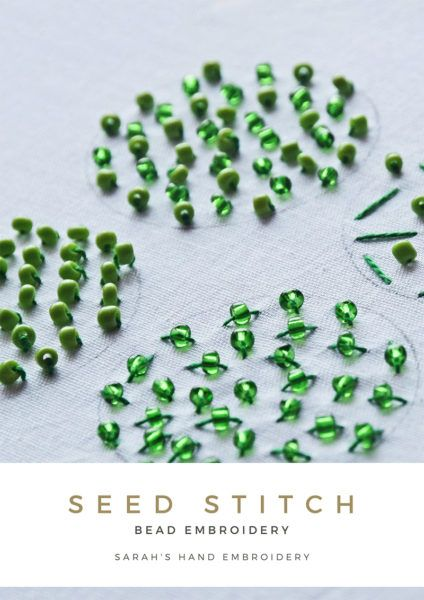 SEED STITCH
BEAD EMBROIDERY
SARAH'S HAND EMBROIDERY